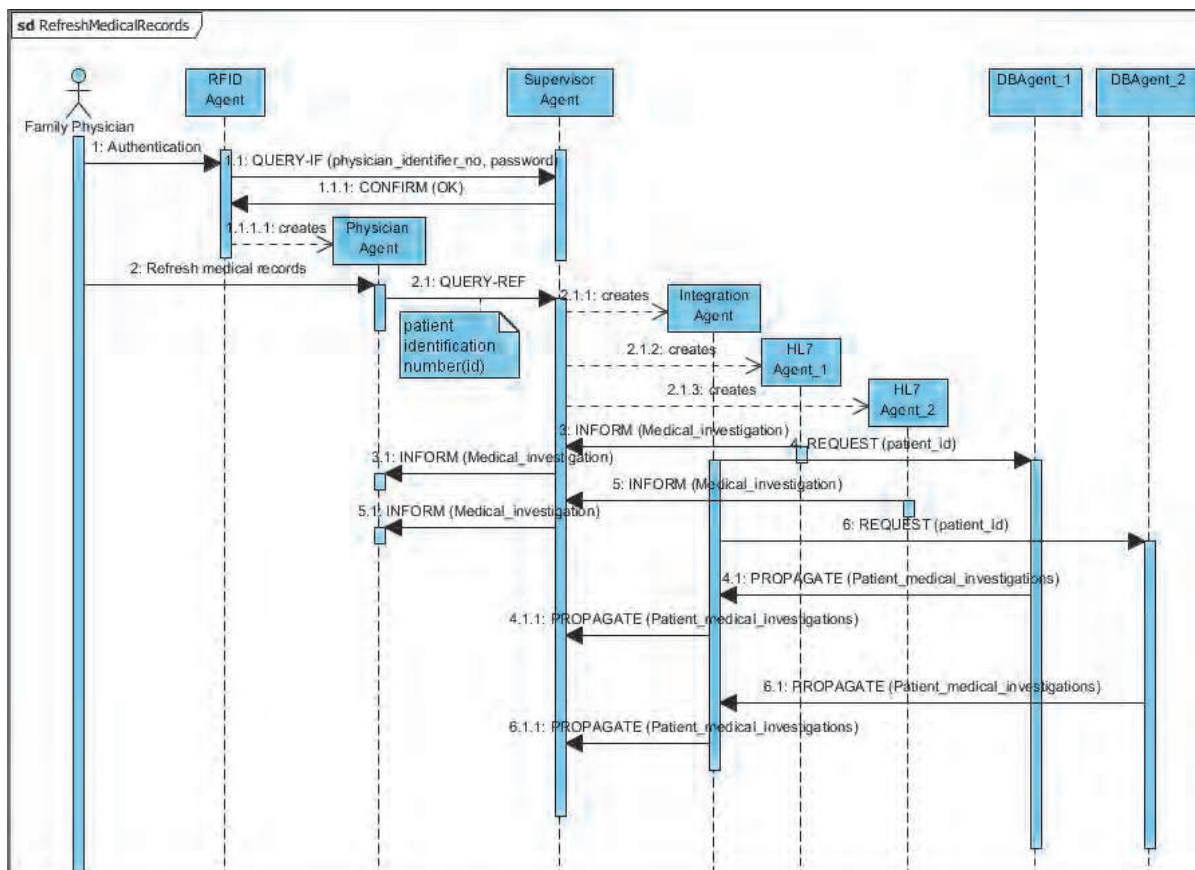 sd RefreshMedicalRecords
RFID
Agent
Supervisor
Agent
DBAgent_1
DBAgent_2
Family Physician
1: Authentication
1.1: QUERY-IF (physician_identifier_no, password)
1.1.1: CONFIRM (OK)
1.1.1.1: creates
Physician
Agent
2: Refresh medical records
2.1: QUERY-REF
patient
identification
number(id)
2.1.1: creates
Integration
Agent
2.1.2: creates
HL7
Agent_1
2.1.3: creates
HL7
Agent_2
3: INFORM (Medical_investigation)
4: REQUEST (patient_id)
3.1: INFORM (Medical_investigation)
5: INFORM (Medical_investigation)
5.1: INFORM (Medical_investigation)
6: REQUEST (patient_id)
4.1: PROPAGATE (Patient_medical_investigations)
4.1.1: PROPAGATE (Patient_medical_investigations)
6.1: PROPAGATE (Patient_medical_investigations)
6.1.1: PROPAGATE (Patient_medical_investigations)